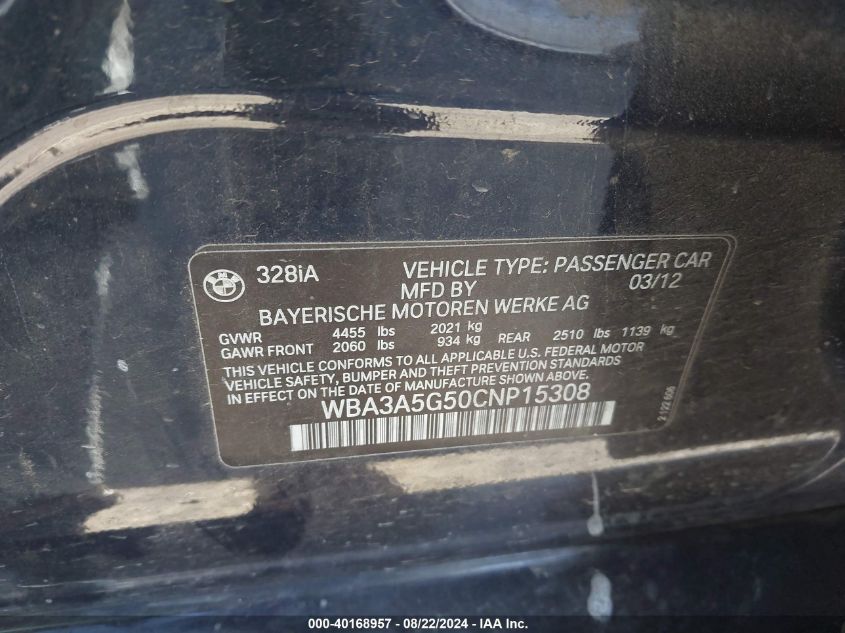 BMW
328iA VEHICLE TYPE: PASSENGER CAR
MFD BY 03/12
BAYERISCHE MOTOREN WERKE AG
GVWR 4455 lbs 2021 kg
GAWR FRONT 2060 lbs 934 kg REAR 2510 lbs 1139 kg
THIS VEHICLE CONFORMS TO ALL APPLICABLE U.S. FEDERAL MOTOR
VEHICLE SAFETY, BUMPER AND THEFT PREVENTION STANDARDS
IN EFFECT ON THE DATE OF MANUFACTURE SHOWN ABOVE.
WBA3A5G50CNP15308
000-40168957 - 08/22/2024 - IAA Inc.